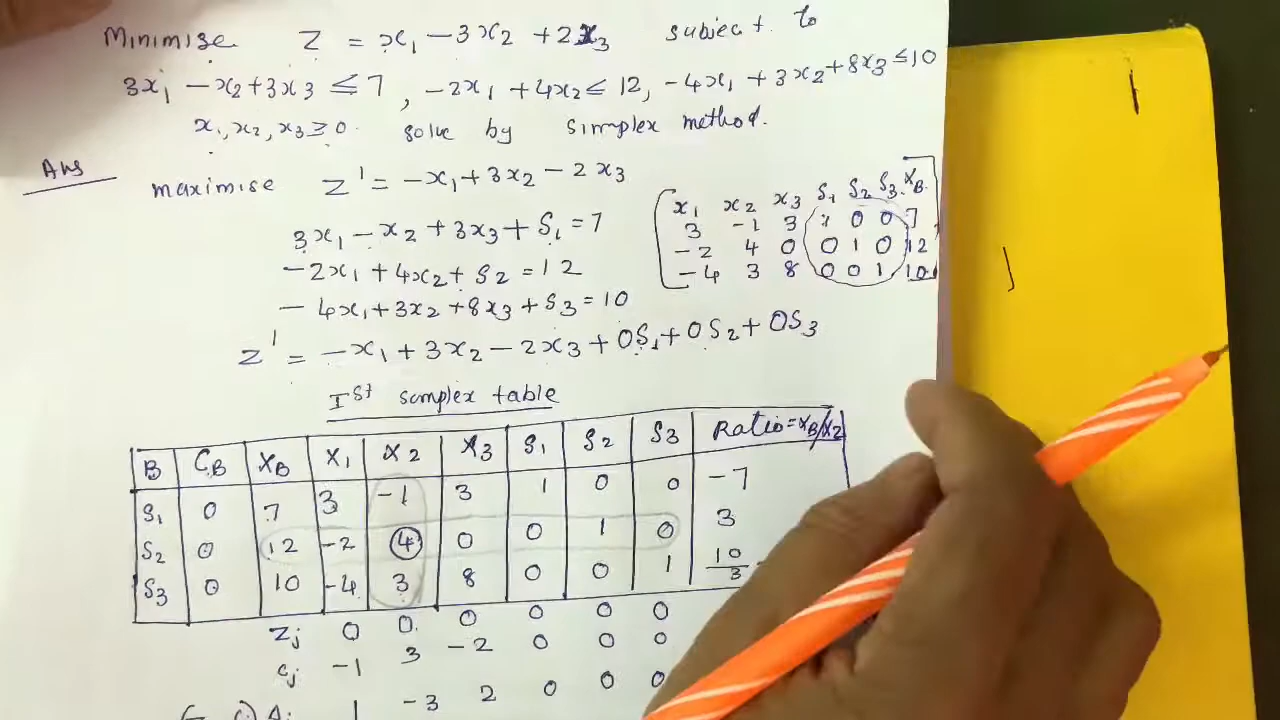 Minimise Z = x₁ - 3x₂ + 2x₃ subject to
3x₁ - x₂ + 3x₃ ≤ 7, -2x₁ + 4x₂ ≤ 12, -4x₁ + 3x₂ + 8x₃ ≤ 10
x₁, x₂, x₃ ≥ 0. solve by simplex method.
Ans
maximise Z' = -x₁ + 3x₂ - 2x₃
3x₁ - x₂ + 3x₃ + S₁ = 7
-2x₁ + 4x₂ + S₂ = 12
- 4x₁ + 3x₂ + 8x₃ + S₃ = 10
Z' = -x₁ + 3x₂ - 2x₃ + 0S₁ + 0S₂ + 0S₃
x₁ x₂ x₃ S₁ S₂ S₃ XB
3 -1 3 1 0 0 7
-2 4 0 0 1 0 12
-4 3 8 0 0 1 10
Ist simplex table
B CB XB X1 X2 X3 S1 S2 S3 Ratio = XB/X2
S1 0 7 3 -1 3 1 0 0 -7
S2 0 12 -2 4 0 0 1 0 3
S3 0 10 -4 3 8 0 0 1 10/3
Zj 0 0 0 0 0 0
Cj -1 3 -2 0 0 0
Δj 1 -3 2 0 0 0